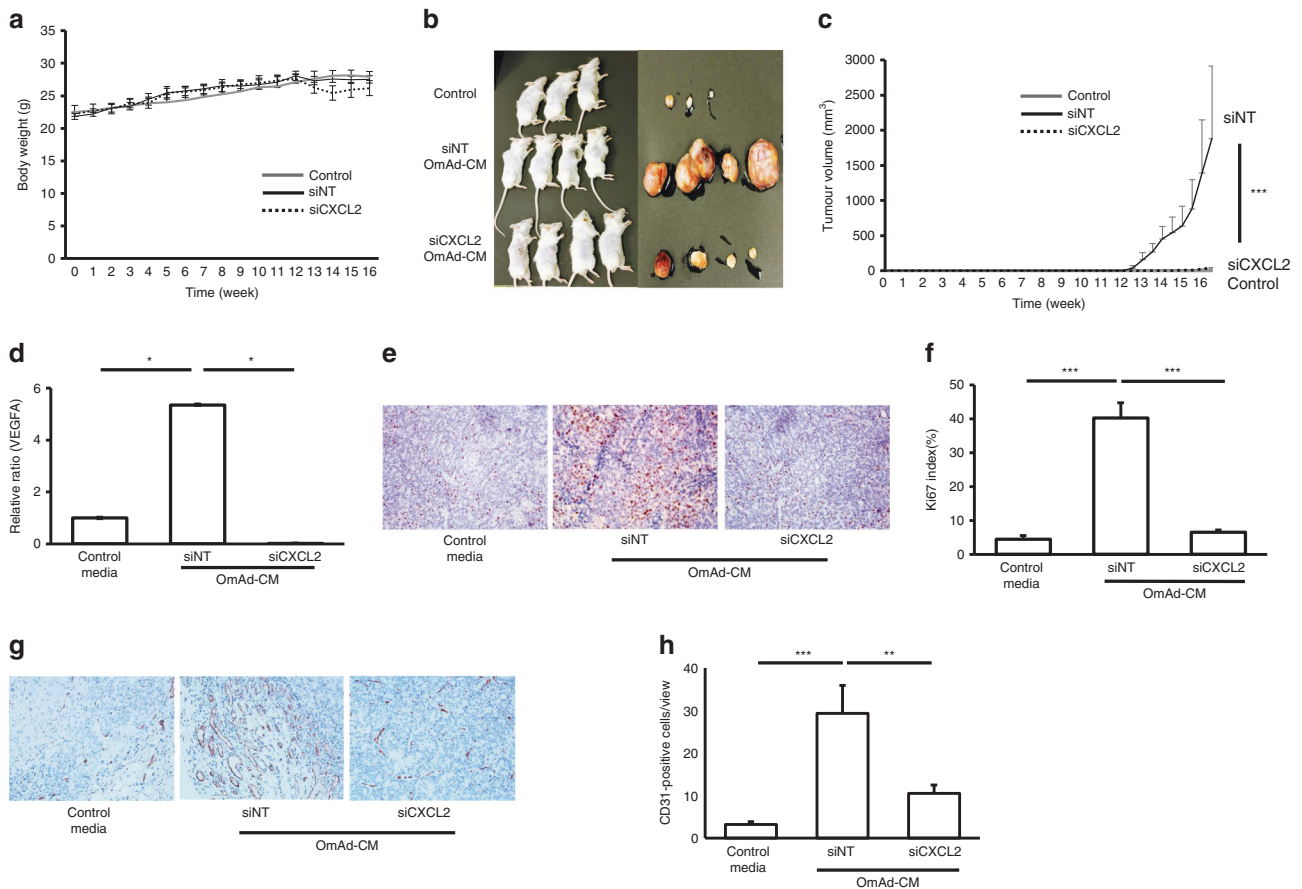 a
Body weight (g)
35
30
25
20
15
10
5
0
Control
siNT
siCXCL2
0 1 2 3 4 5 6 7 8 9 10 11 12 13 14 15 16
Time (week)
b
Control
siNT
OmAd-CM
siCXCL2
OmAd-CM
c
Tumour volume (mm³)
3000
2500
2000
1500
1000
500
0
Control
siNT
siCXCL2
siNT
***
siCXCL2
Control
0 1 2 3 4 5 6 7 8 9 10 11 12 13 14 15 16
Time (week)
d
* *
Relative ratio (VEGFA)
6
4
2
0
Control
media
siNT
siCXCL2
OmAd-CM
e
Control
media
siNT
siCXCL2
OmAd-CM
f
*** ***
Ki67 index(%)
50
40
30
20
10
0
Control
media
siNT
siCXCL2
OmAd-CM
g
Control
media
siNT
siCXCL2
OmAd-CM
h
*** **
CD31-positive cells/view
40
30
20
10
0
Control
media
siNT
siCXCL2
OmAd-CM